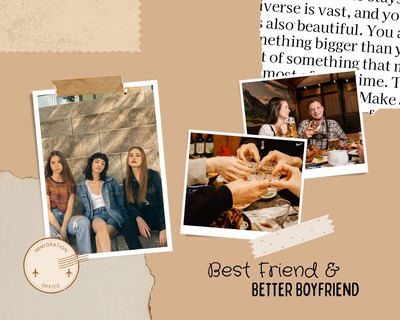 iverse is vast, and yo
s also beautiful. You a
nething bigger than y
t of something that m
ime. T
Make
IMMIGRATION
OFFICE
Best Friend &
BETTER BOYFRIEND